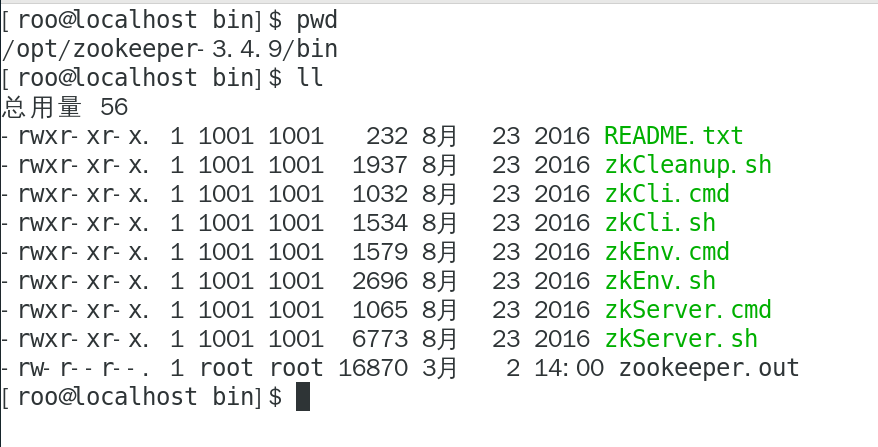 [roo@localhost bin]$ pwd
/opt/zookeeper-3.4.9/bin
[roo@localhost bin]$ ll
总用量 56
-rwxr-xr-x. 1 1001 1001   232 8月  23 2016 README.txt
-rwxr-xr-x. 1 1001 1001  1937 8月  23 2016 zkCleanup.sh
-rwxr-xr-x. 1 1001 1001  1032 8月  23 2016 zkCli.cmd
-rwxr-xr-x. 1 1001 1001  1534 8月  23 2016 zkCli.sh
-rwxr-xr-x. 1 1001 1001  1579 8月  23 2016 zkEnv.cmd
-rwxr-xr-x. 1 1001 1001  2696 8月  23 2016 zkEnv.sh
-rwxr-xr-x. 1 1001 1001  1065 8月  23 2016 zkServer.cmd
-rwxr-xr-x. 1 1001 1001  6773 8月  23 2016 zkServer.sh
-rw-r--r--. 1 root root 16870 3月   2 14:00 zookeeper.out
[roo@localhost bin]$